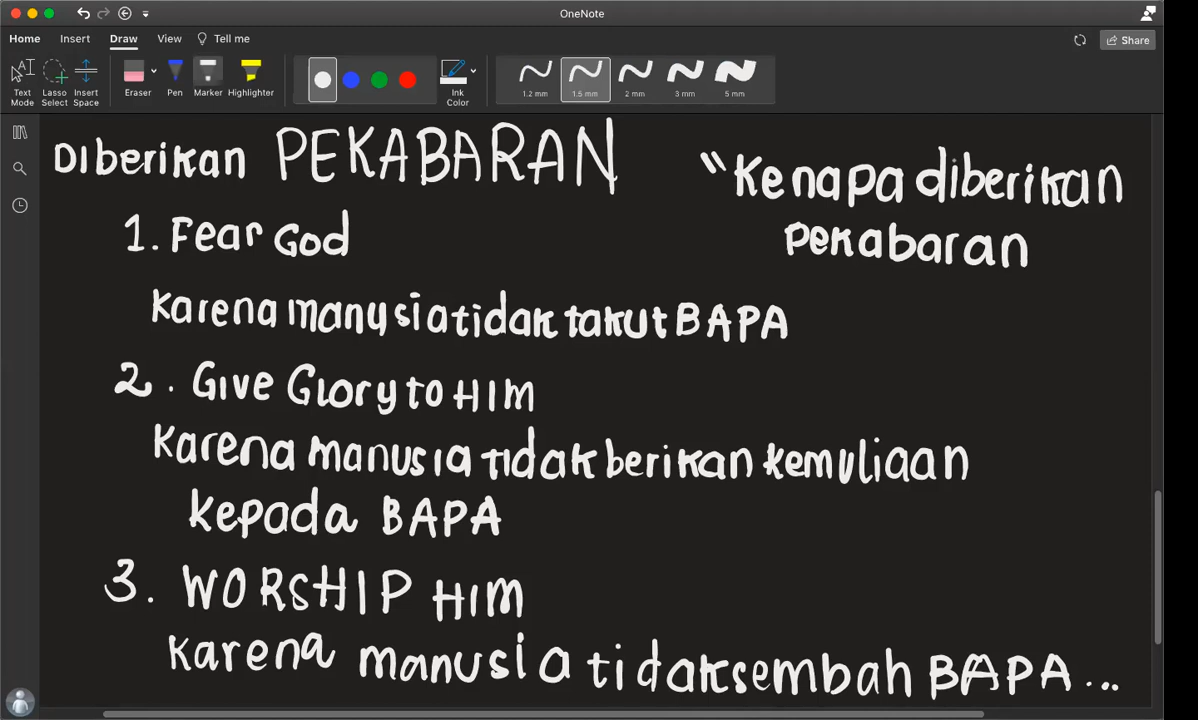 OneNote
Home Insert Draw View Tell me
Share
Text Mode
Lasso Select
Insert Space
Eraser
Pen
Marker
Highlighter
Ink Color
1.2 mm
1.5 mm
2 mm
3 mm
5 mm
Diberikan PEKABARAN
"Kenapa diberikan
pekabaran
1. Fear God
Karena manusia tidak takut BAPA
2. Give Glory to HIM
Karena manusia tidak berikan kemuliaan
kepada BAPA
3. WORSHIP HIM
Karena manusia tidak sembah BAPA...